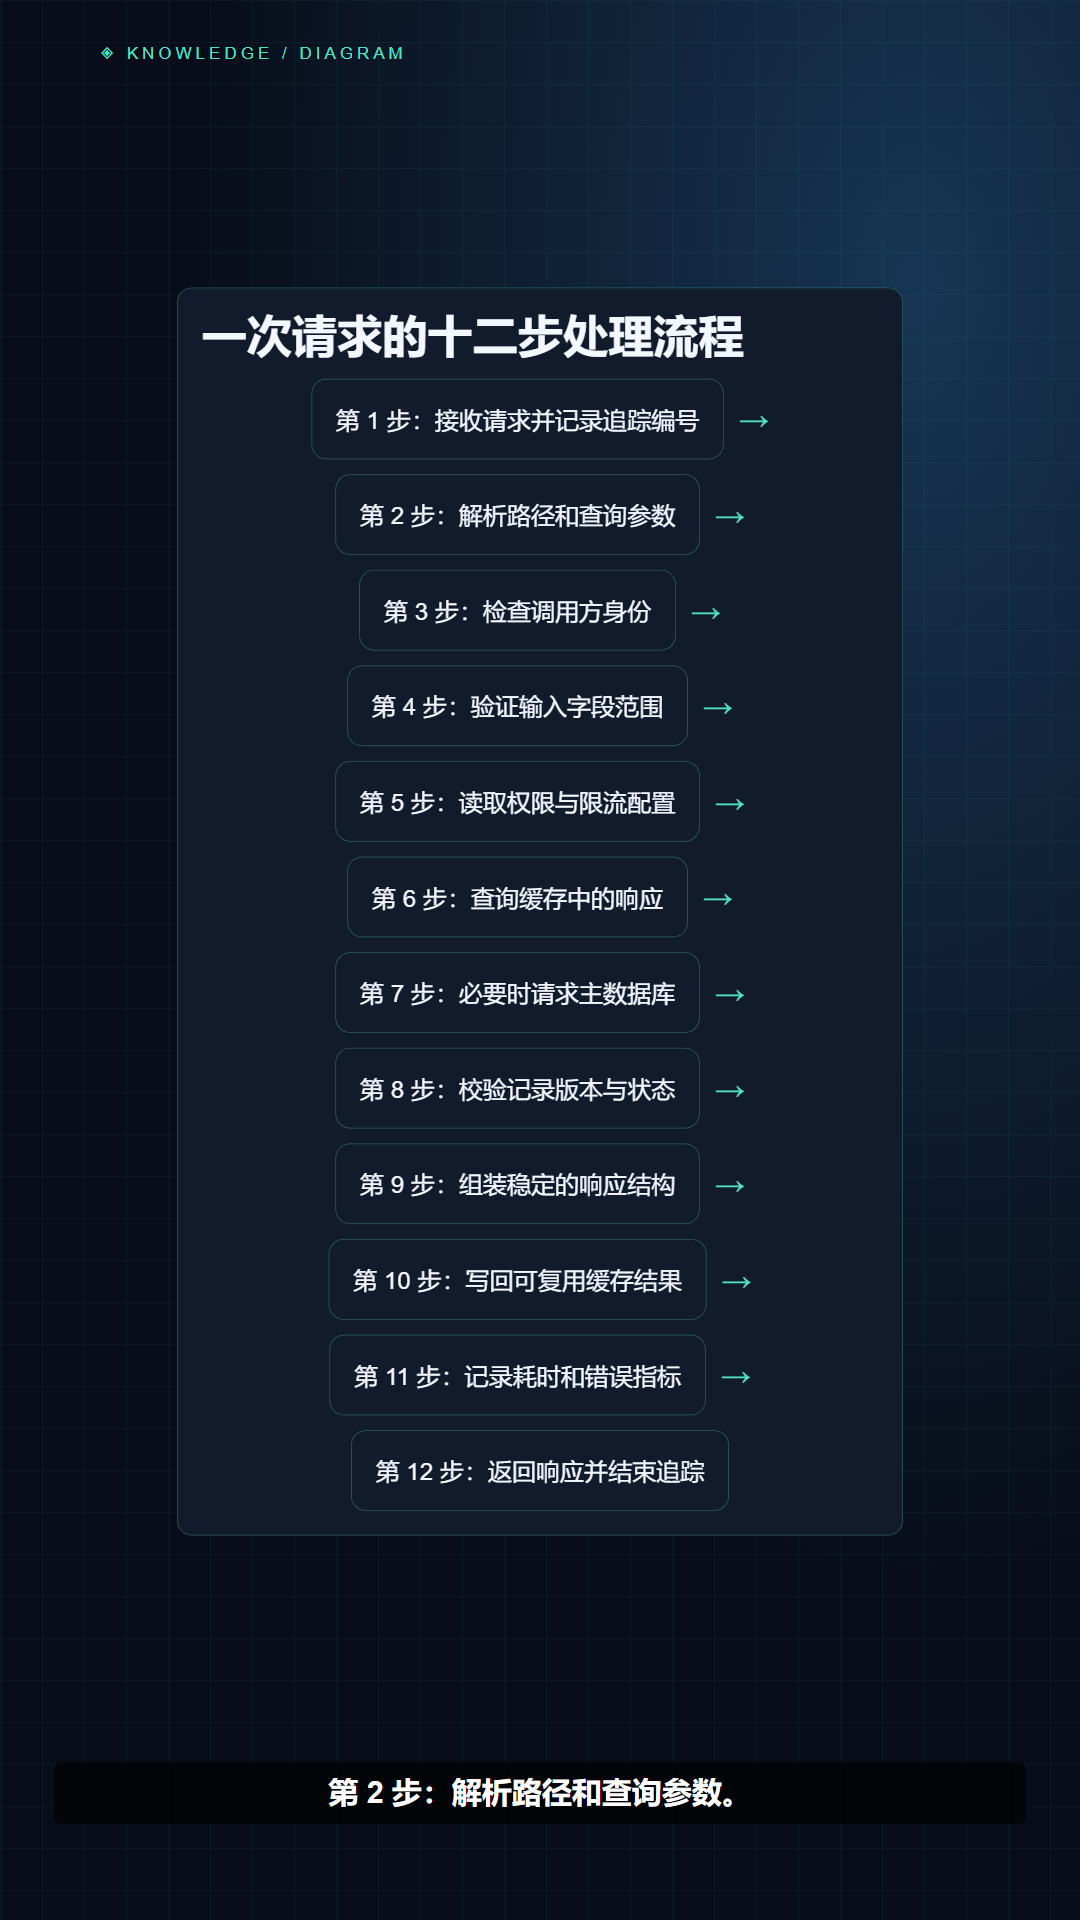 ◈ KNOWLEDGE / DIAGRAM
一次请求的十二步处理流程
第 1 步：接收请求并记录追踪编号 →
第 2 步：解析路径和查询参数 →
第 3 步：检查调用方身份 →
第 4 步：验证输入字段范围 →
第 5 步：读取权限与限流配置 →
第 6 步：查询缓存中的响应 →
第 7 步：必要时请求主数据库 →
第 8 步：校验记录版本与状态 →
第 9 步：组装稳定的响应结构 →
第 10 步：写回可复用缓存结果 →
第 11 步：记录耗时和错误指标 →
第 12 步：返回响应并结束追踪
第 2 步：解析路径和查询参数。